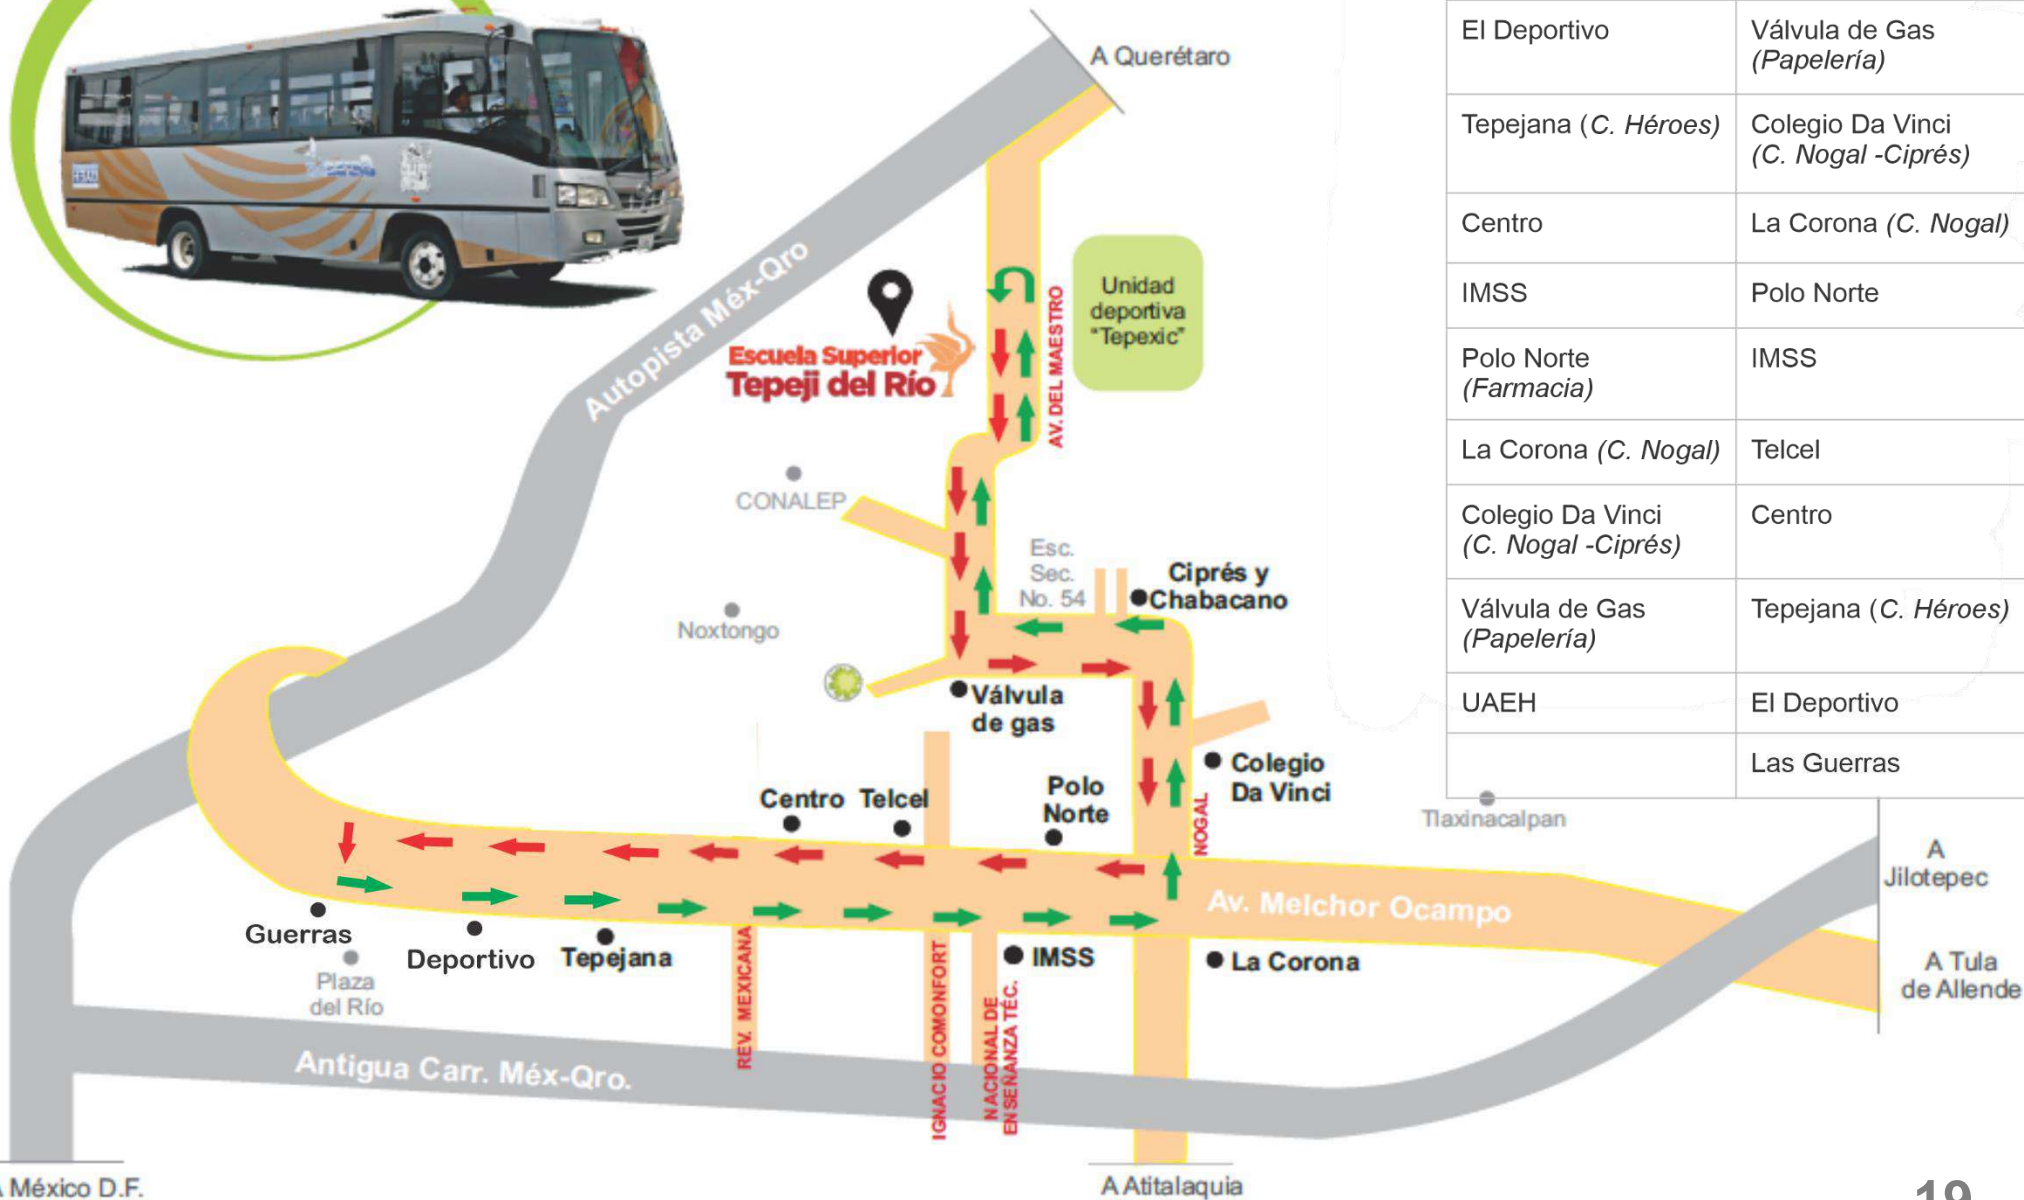 A Querétaro
Autopista Méx-Qro
Escuela Superior
Tepeji del Río
AV. DEL MAESTRO
Unidad
deportiva
"Tepexic"
CONALEP
Esc.
Sec.
No. 54
Ciprés y
Chabacano
Noxtongo
Válvula
de gas
Colegio
Da Vinci
Centro
Telcel
Polo
Norte
NOGAL
Av. Melchor Ocampo
Guerras
Plaza
del Río
Deportivo
Tepejana
REV. MEXICANA
IGNACIO COMONFORT
NACIONAL DE
ENSEÑANZA TÉC.
IMSS
La Corona
Antigua Carr. Méx-Qro.
A México D.F.
A Atitalaquia
Tlaxinacalpan
A
Jilotepec
A Tula
de Allende
El Deportivo
Válvula de Gas
(Papelería)
Tepejana (C. Héroes)
Colegio Da Vinci
(C. Nogal -Ciprés)
Centro
La Corona (C. Nogal)
IMSS
Polo Norte
Polo Norte
(Farmacia)
IMSS
La Corona (C. Nogal)
Telcel
Colegio Da Vinci
(C. Nogal -Ciprés)
Centro
Válvula de Gas
(Papelería)
Tepejana (C. Héroes)
UAEH
El Deportivo
Las Guerras
19